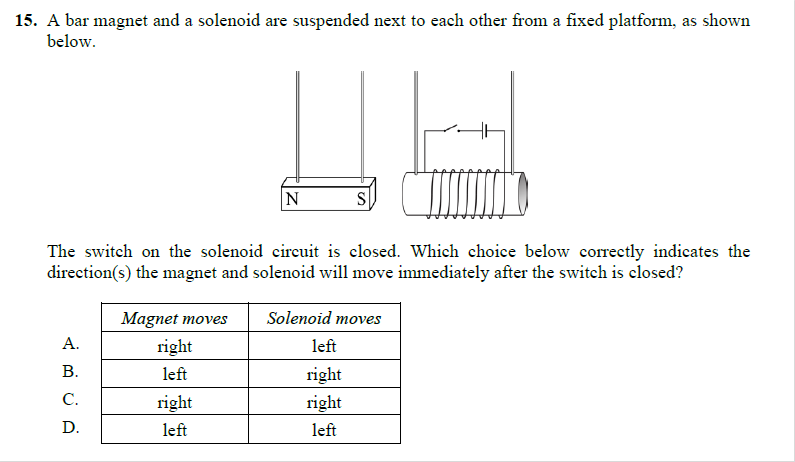 15. A bar magnet and a solenoid are suspended next to each other from a fixed platform, as shown
below.
N S
The switch on the solenoid circuit is closed. Which choice below correctly indicates the
direction(s) the magnet and solenoid will move immediately after the switch is closed?
Magnet moves Solenoid moves
A. right left
B. left right
C. right right
D. left left